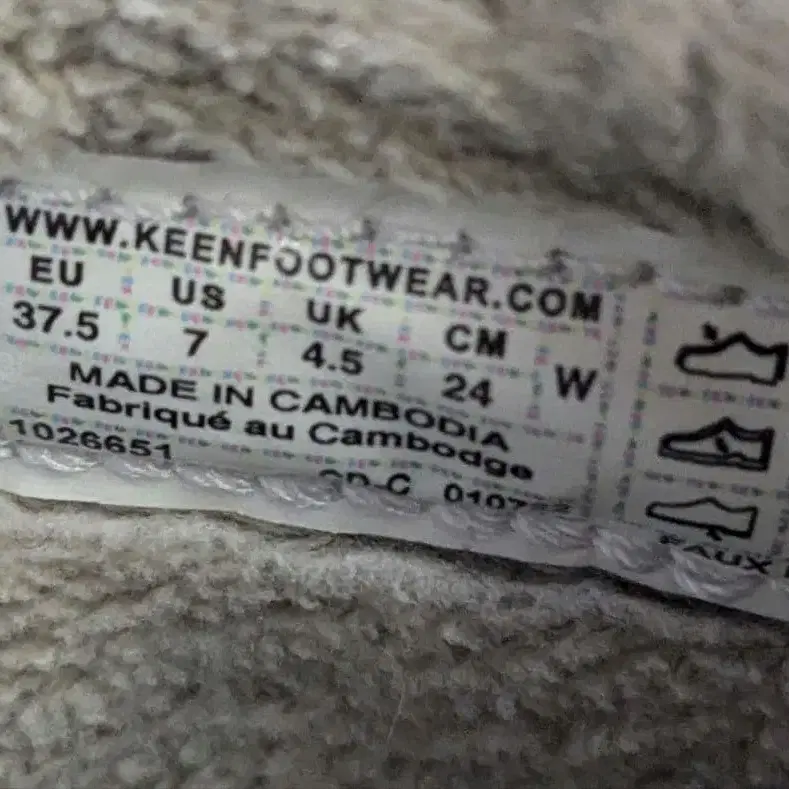 WWW.KEENFOOTWEAR.COM
EU US UK CM
37.5 7 4.5 24 W
MADE IN CAMBODIA
Fabriqué au Cambodge
1026651
FAUX